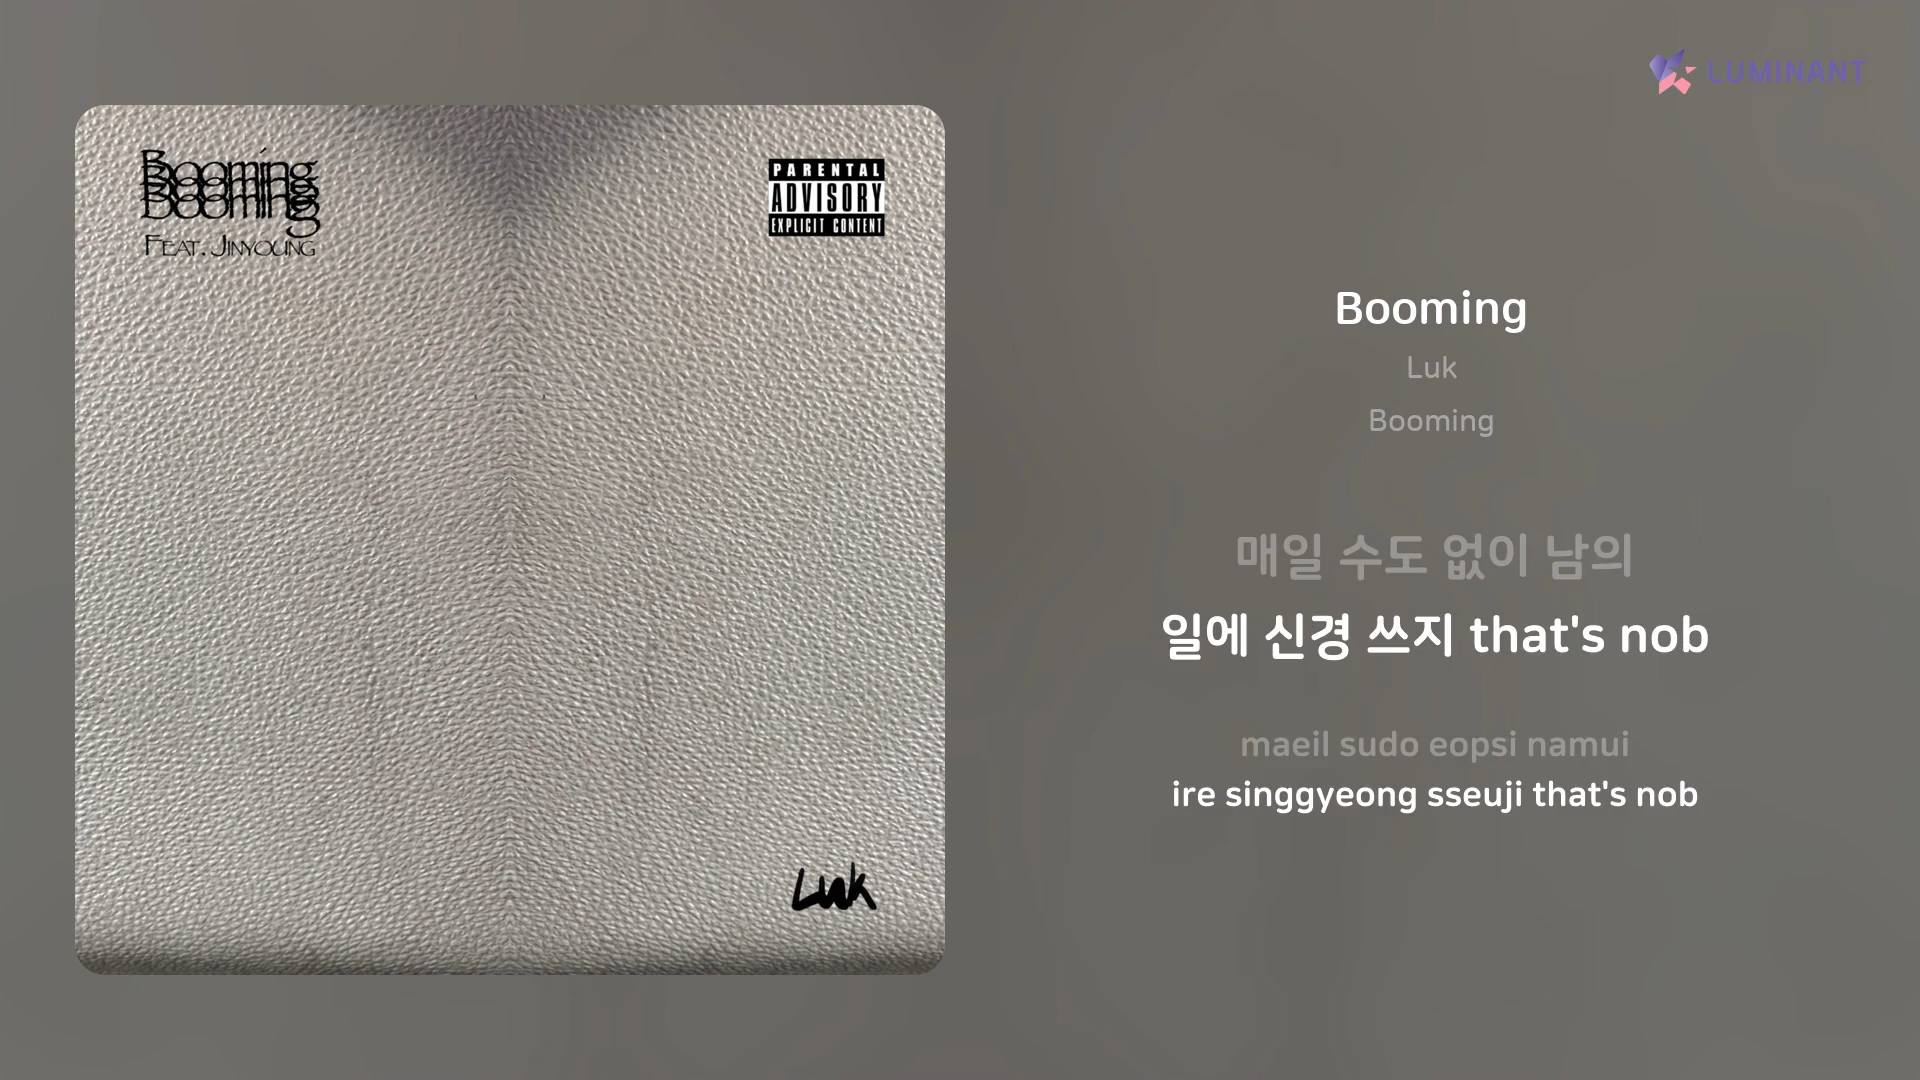 Booming
Booming
Booming
FEAT. JINYOUNG
PARENTAL
ADVISORY
EXPLICIT CONTENT
Luk
LUMINANT
Booming
Luk
Booming
매일 수도 없이 남의
일에 신경 쓰지 that's nob
maeil sudo eopsi namui
ire singgyeong sseuji that's nob